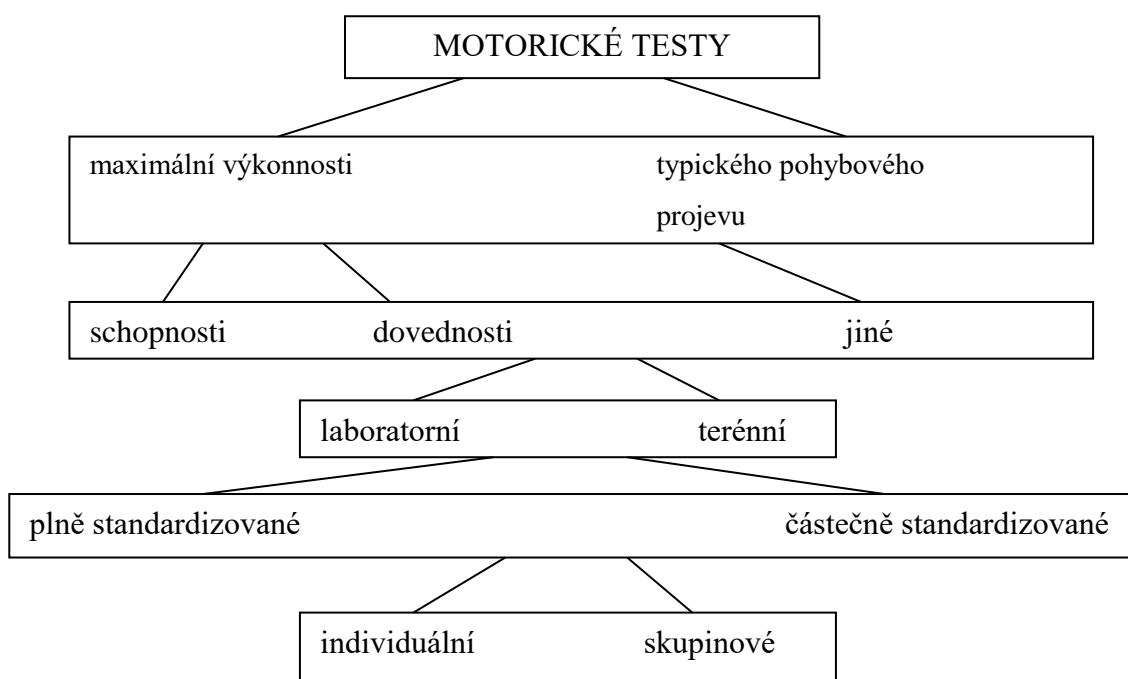 MOTORICKÉ TESTY
maximální výkonnosti typického pohybového
projevu
schopnosti dovednosti jiné
laboratorní terénní
plně standardizované částečně standardizované
individuální skupinové